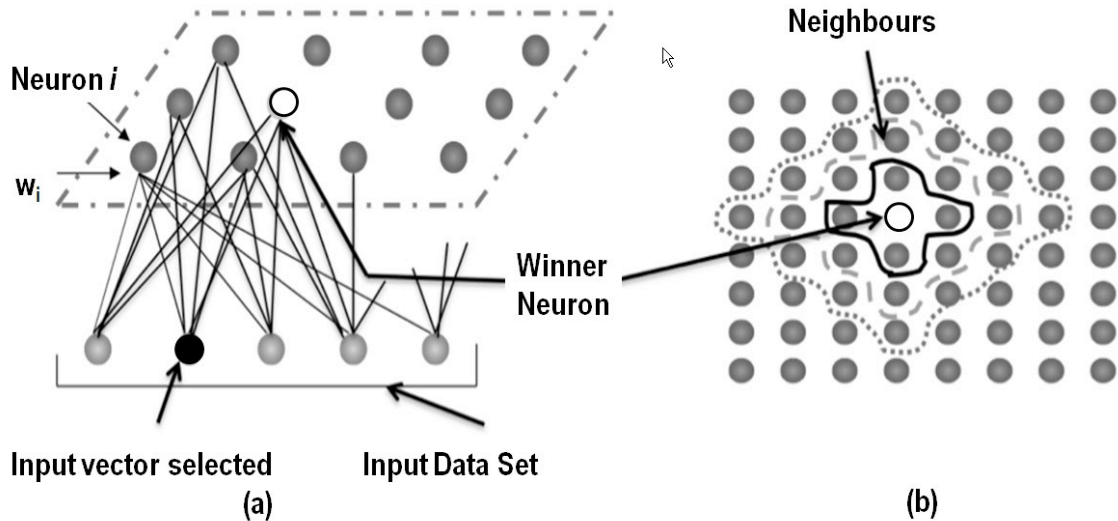 Neuron i
wi
Winner
Neuron
Input vector selected
Input Data Set
(a)
Neighbours
(b)